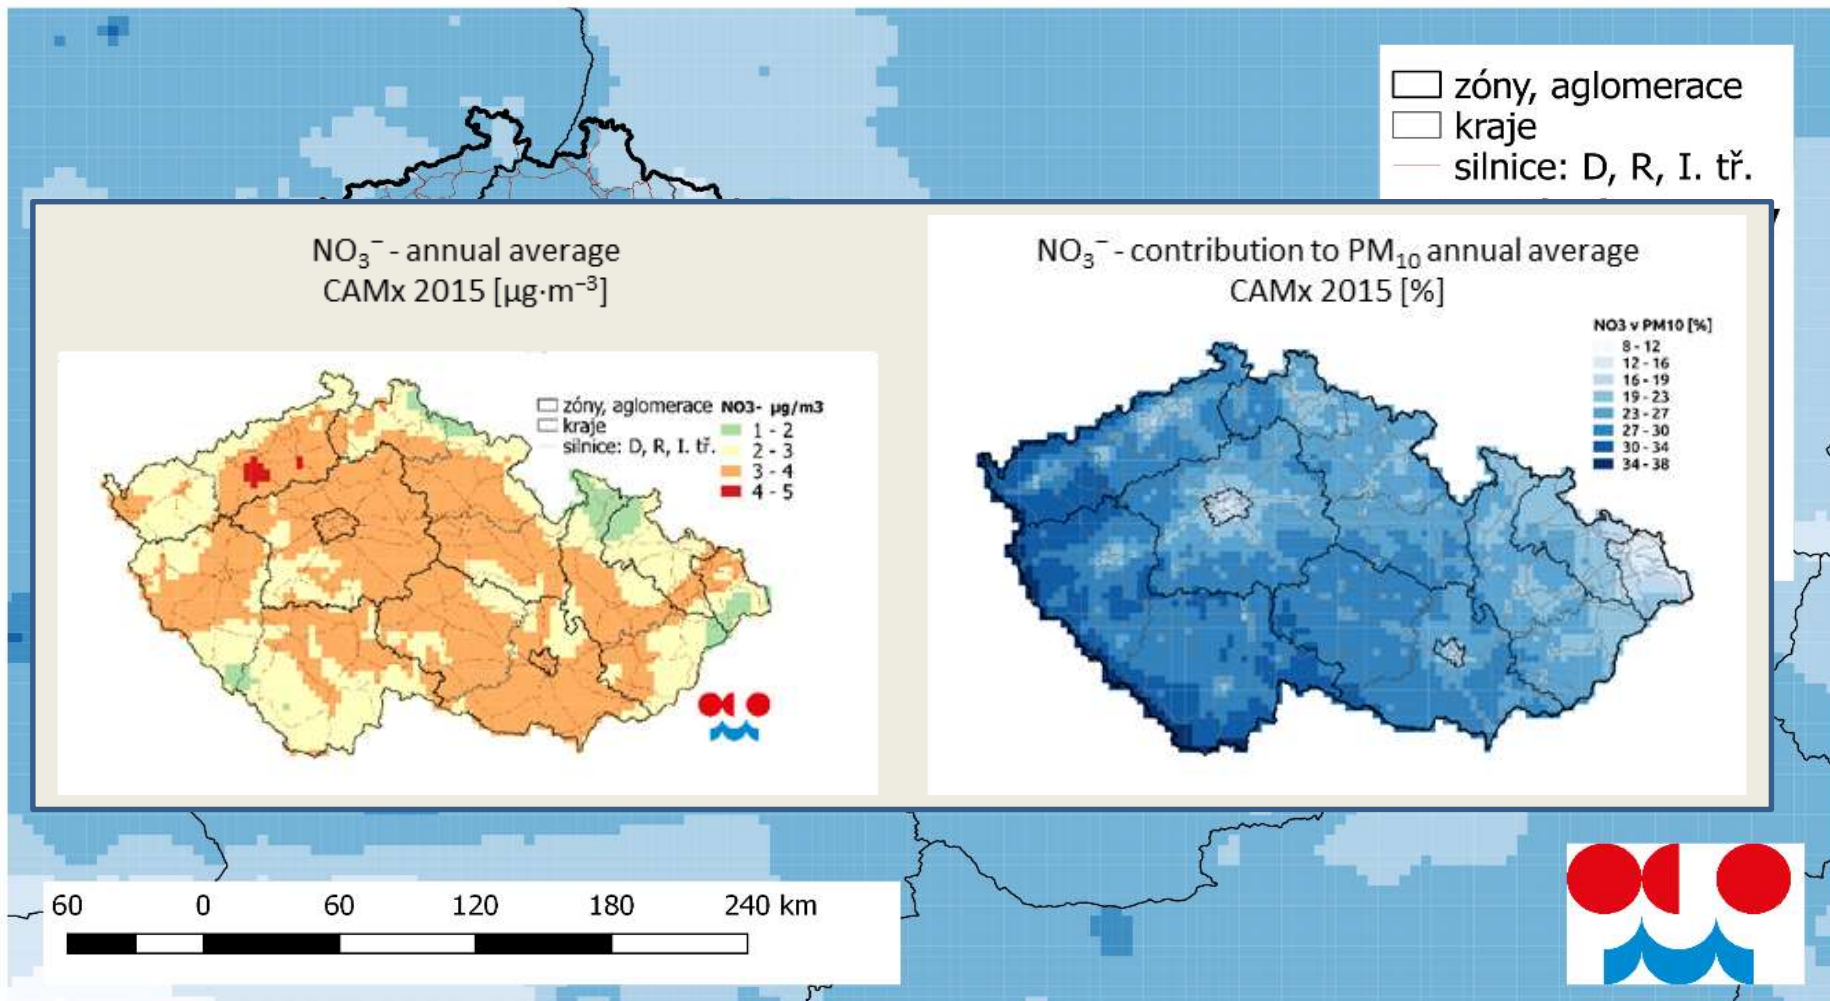 zóny, aglomerace
kraje
silnice: D, R, I. tř.
NO₃⁻ - annual average
CAMx 2015 [µg·m⁻³]
zóny, aglomerace
kraje
silnice: D, R, I. tř.
NO3- µg/m3
1 - 2
2 - 3
3 - 4
4 - 5
NO₃⁻ - contribution to PM₁₀ annual average
CAMx 2015 [%]
NO3 v PM10 [%]
8 - 12
12 - 16
16 - 19
19 - 23
23 - 27
27 - 30
30 - 34
34 - 38
60 0 60 120 180 240 km